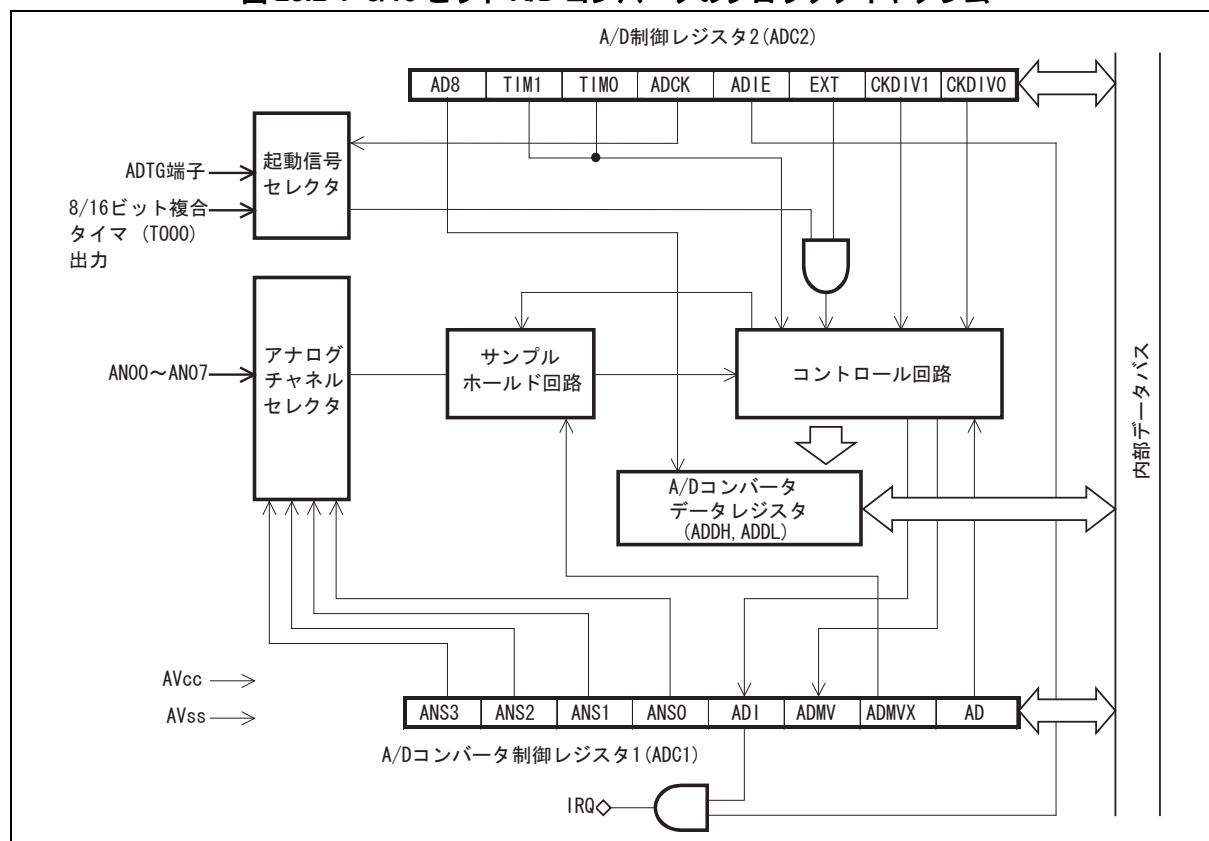 A/D制御レジスタ2(ADC2)
AD8 TIM1 TIM0 ADCK ADIE EXT CKDIV1 CKDIV0
起動信号
セレクタ
ADTG端子
8/16ビット複合
タイマ (TO00)
出力
アナログ
チャネル
セレクタ
AN00～AN07
サンプル
ホールド回路
コントロール回路
内部データバス
A/Dコンバータ
データレジスタ
(ADDH, ADDL)
AVcc
AVss
ANS3 ANS2 ANS1 ANS0 ADI ADMV ADMVX AD
A/Dコンバータ制御レジスタ1(ADC1)
IRQ